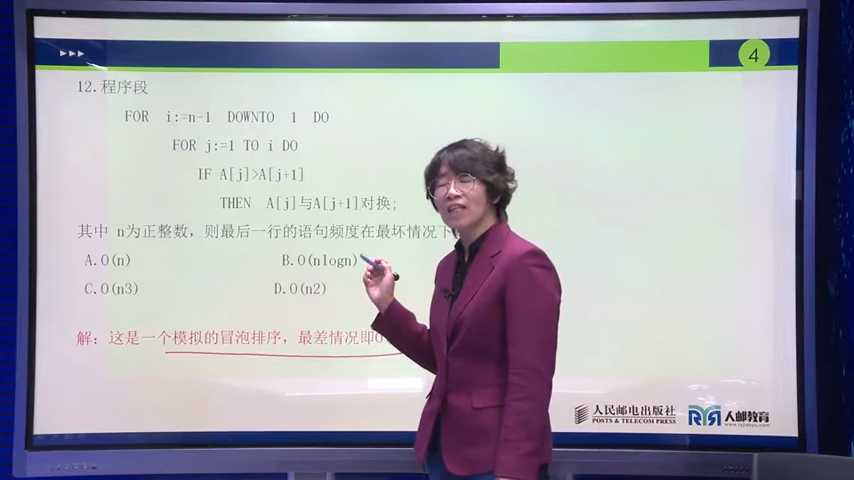 ▸▸▸
4
12.程序段
FOR i:=n-1 DOWNTO 1 DO
FOR j:=1 TO i DO
IF A[j]>A[j+1]
THEN A[j]与A[j+1]对换;
其中 n为正整数，则最后一行的语句频度在最坏情况下
A.O(n)
B.O(nlogn)
C.O(n3)
D.O(n2)
解：这是一个模拟的冒泡排序，最差情况即O
人民邮电出版社
POSTS & TELECOM PRESS
人邮教育
www.ryjiaoyu.com